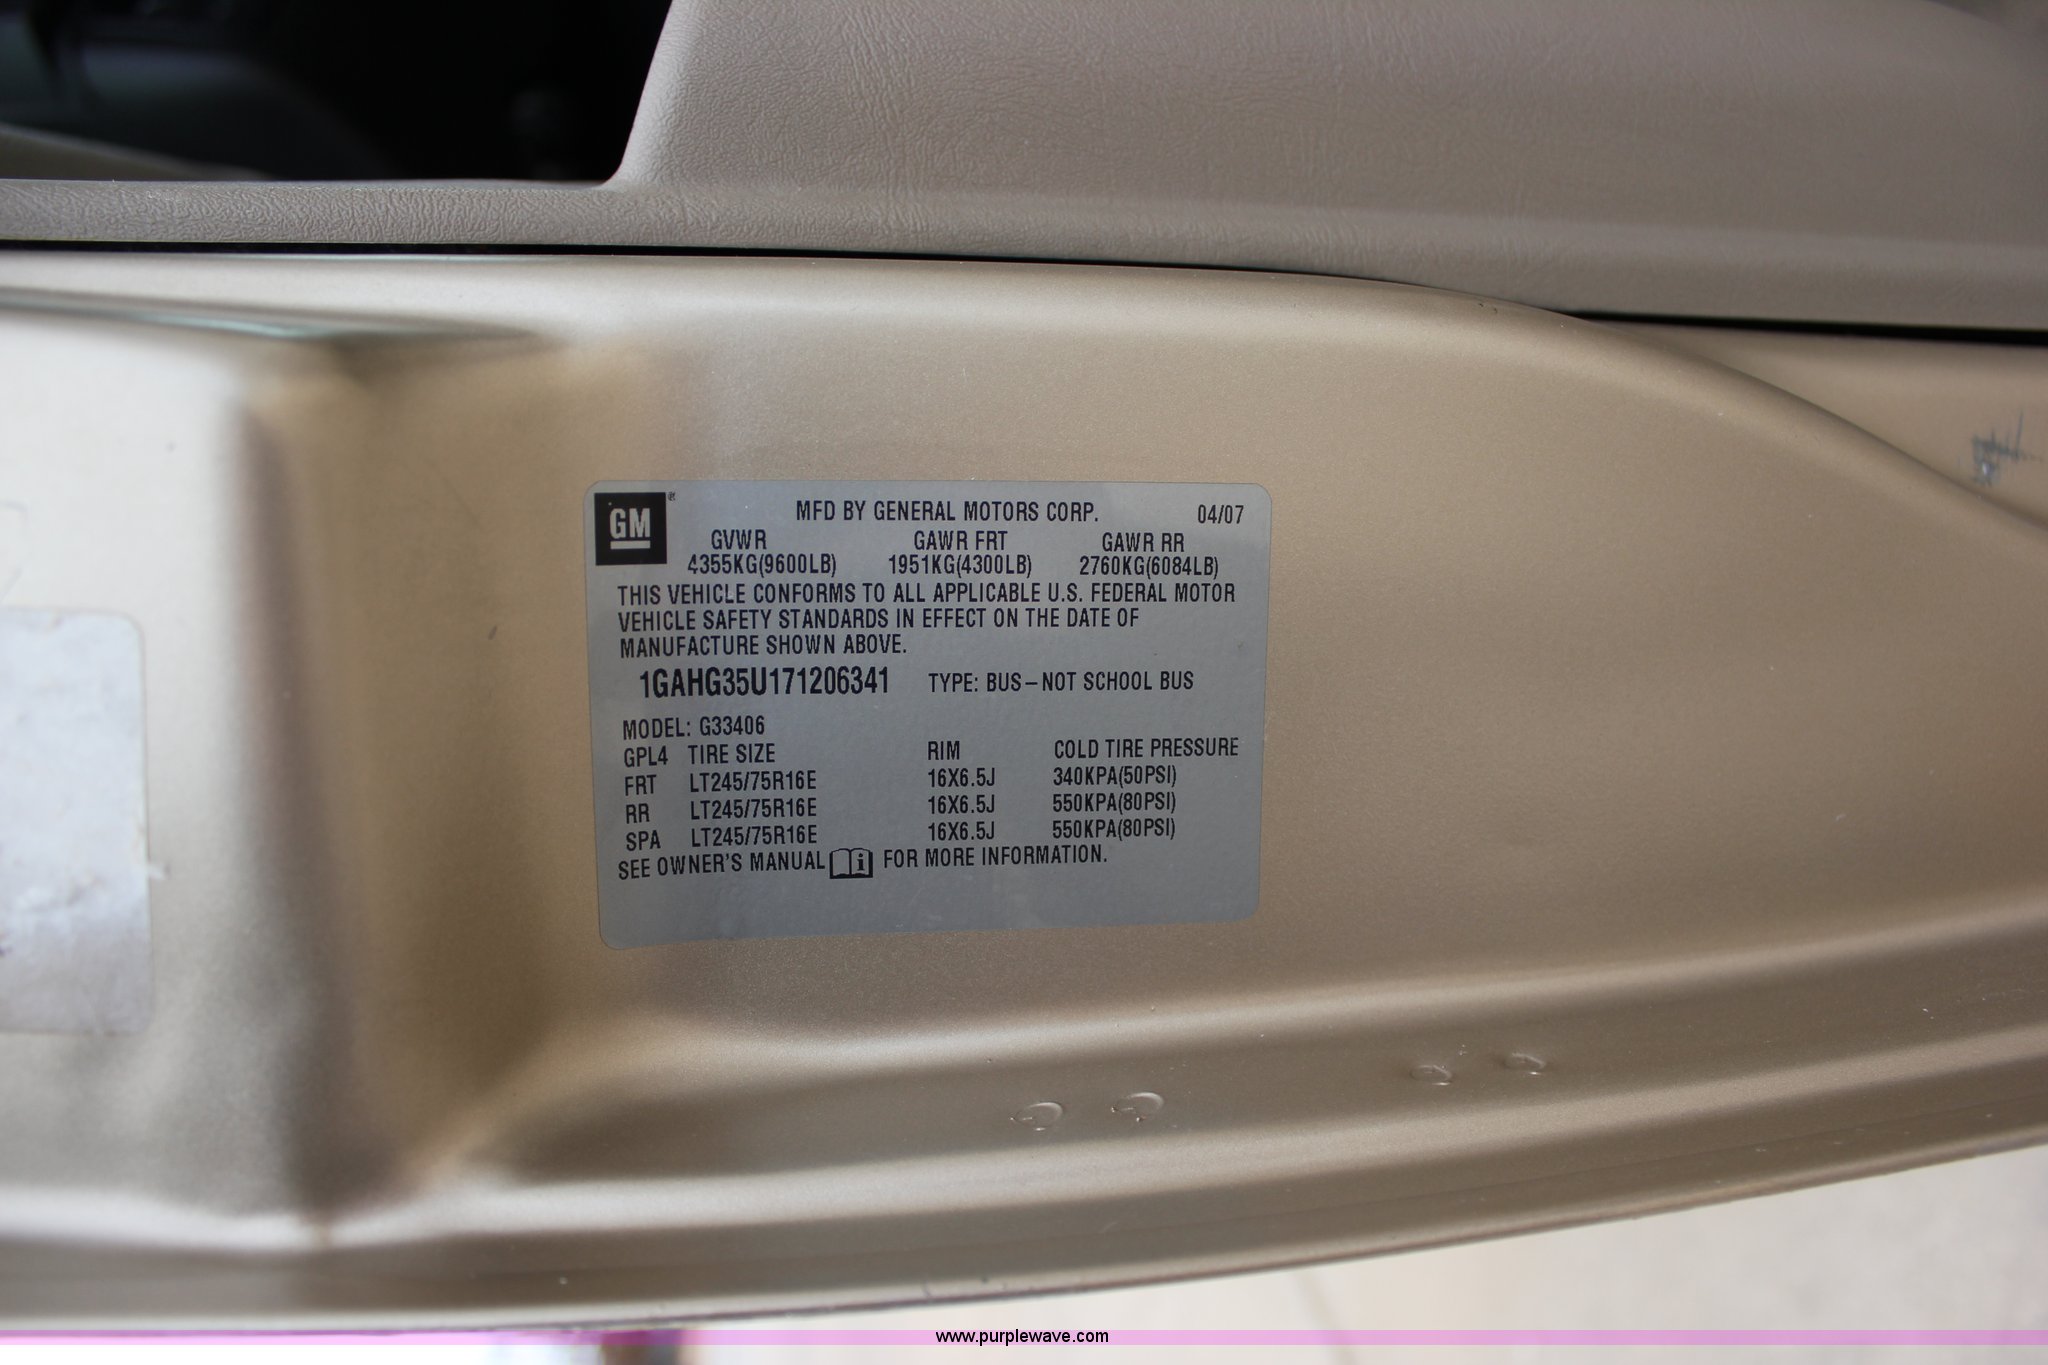 GM®
MFD BY GENERAL MOTORS CORP. 04/07
GVWR GAWR FRT GAWR RR
4355KG(9600LB) 1951KG(4300LB) 2760KG(6084LB)
THIS VEHICLE CONFORMS TO ALL APPLICABLE U.S. FEDERAL MOTOR
VEHICLE SAFETY STANDARDS IN EFFECT ON THE DATE OF
MANUFACTURE SHOWN ABOVE.
1GAHG35U171206341 TYPE: BUS–NOT SCHOOL BUS
MODEL: G33406
GPL4 TIRE SIZE RIM COLD TIRE PRESSURE
FRT LT245/75R16E 16X6.5J 340KPA(50PSI)
RR LT245/75R16E 16X6.5J 550KPA(80PSI)
SPA LT245/75R16E 16X6.5J 550KPA(80PSI)
SEE OWNER'S MANUAL i FOR MORE INFORMATION.
www.purplewave.com